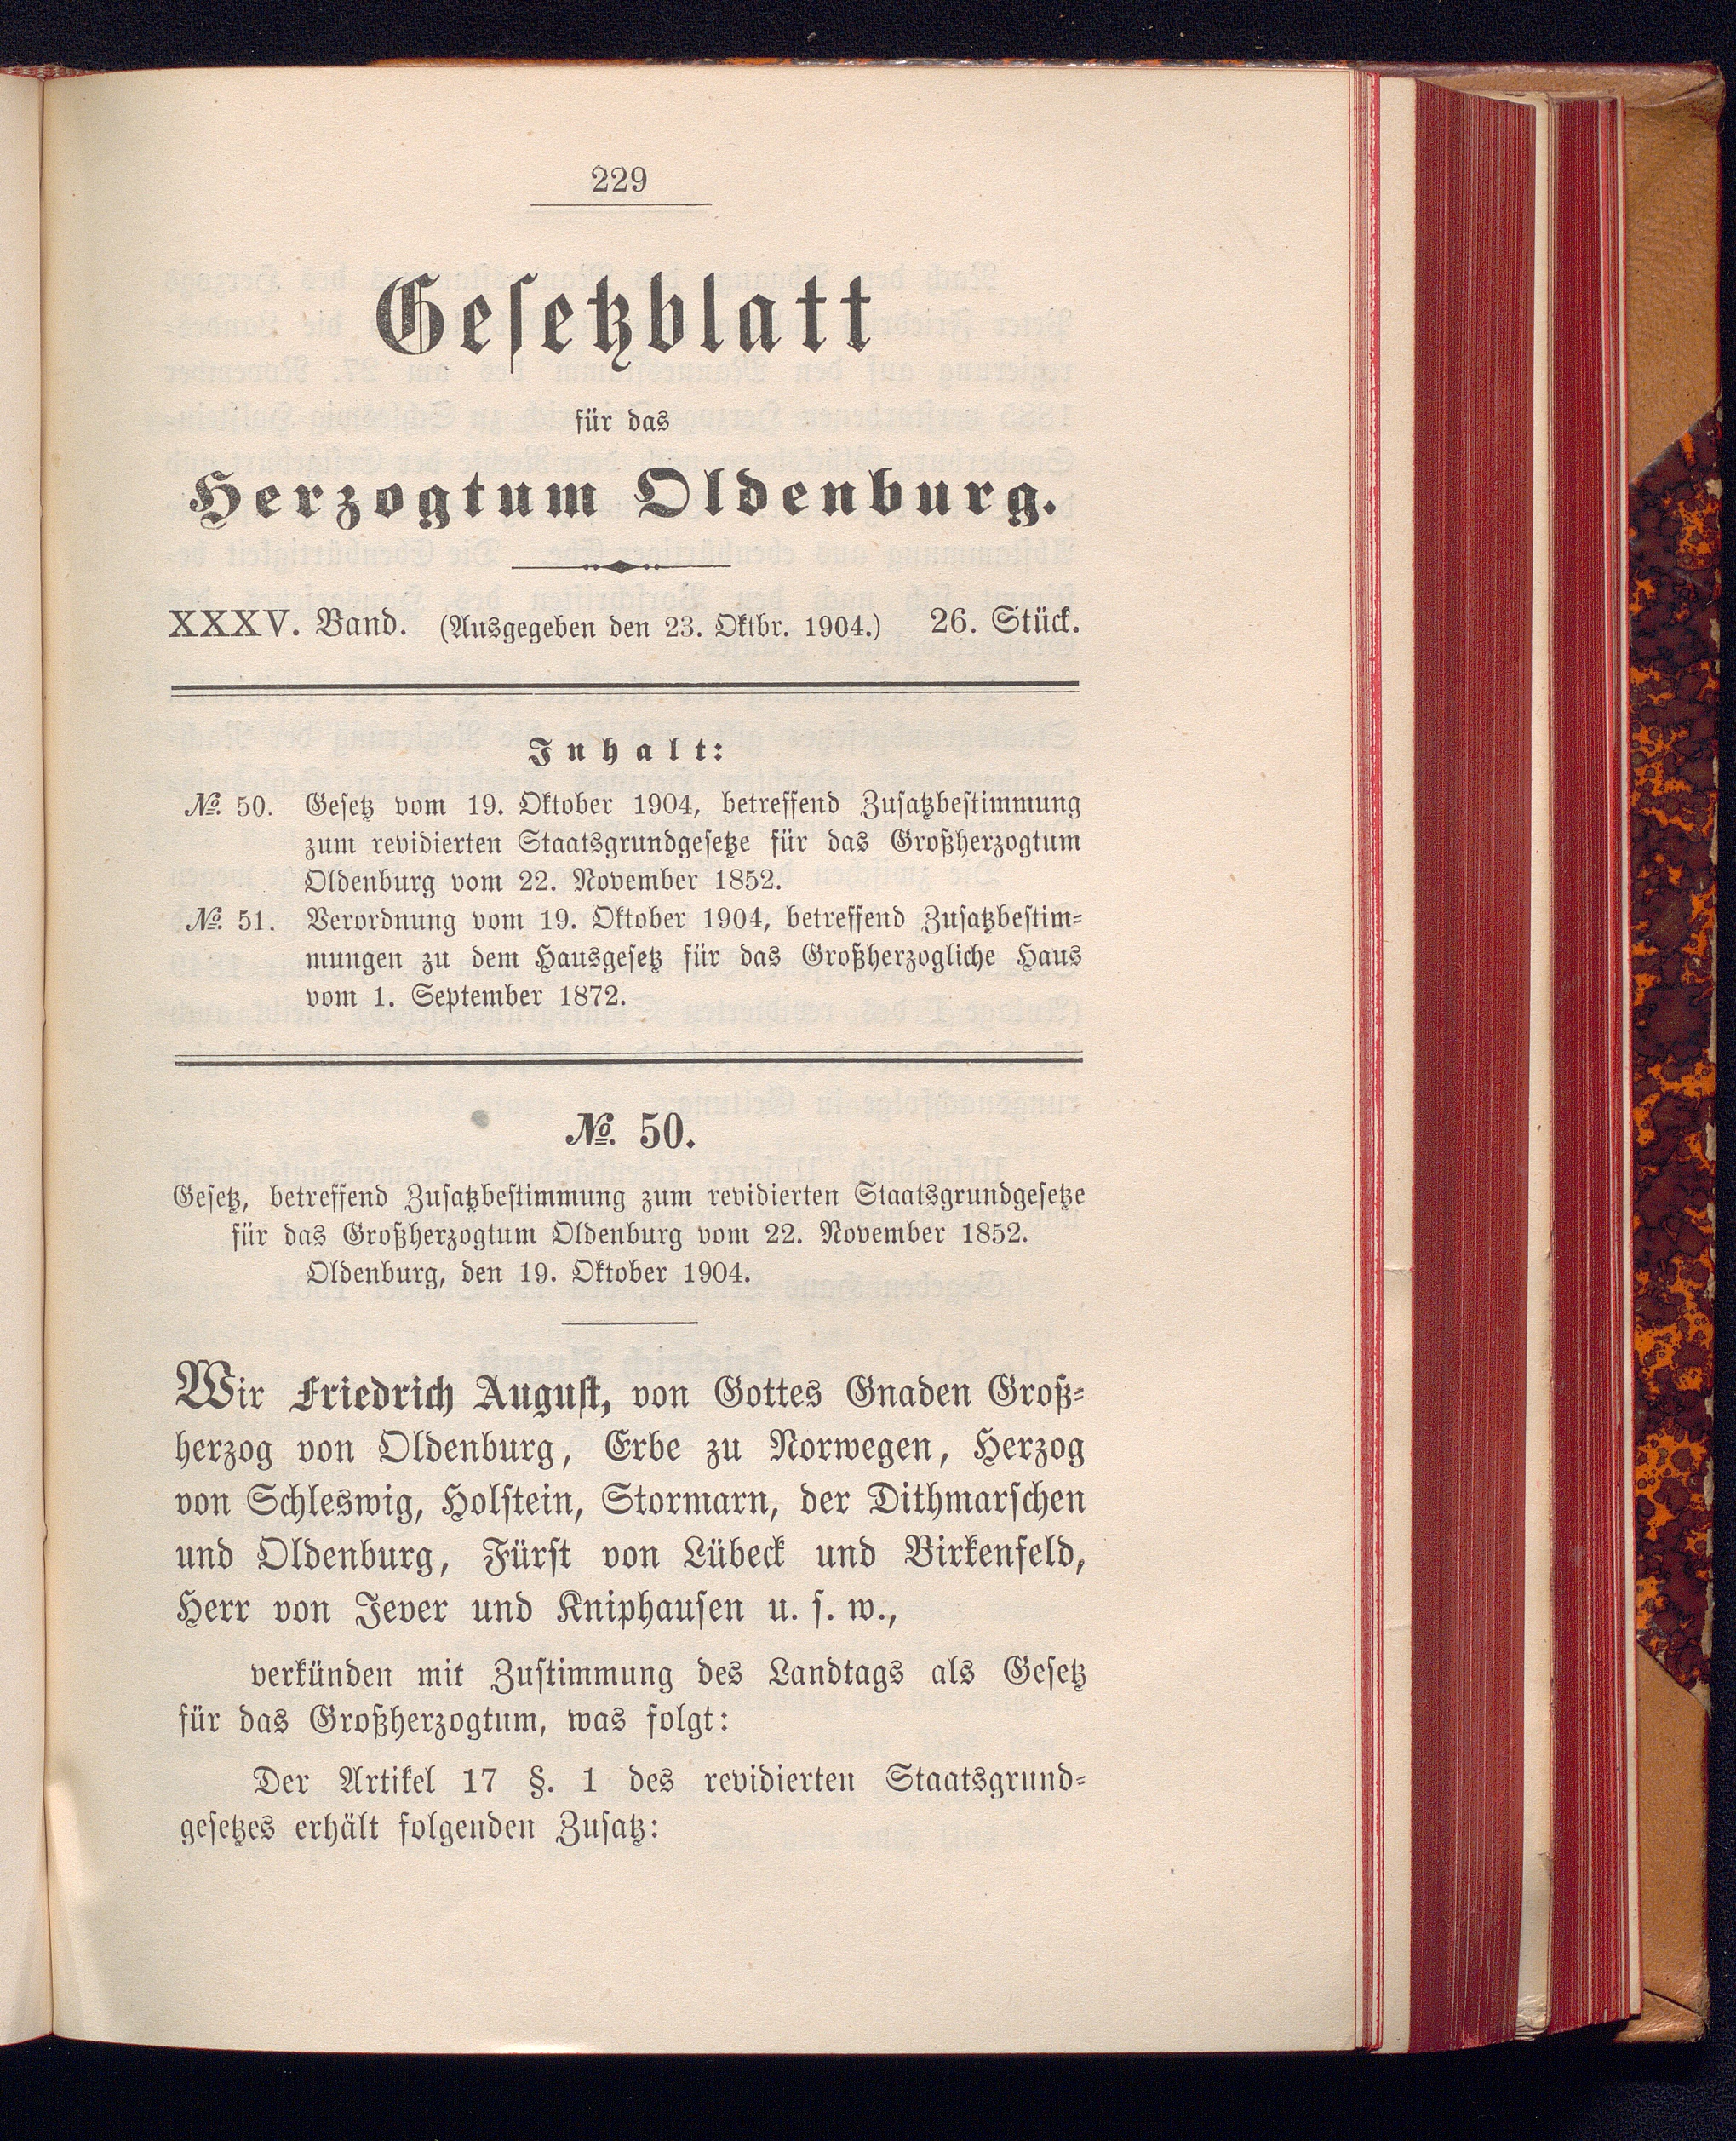 229
Gesetzblatt
für das
Herzogtum Oldenburg.
XXXV. Band. (Ausgegeben den 23. Oktbr. 1904.) 26. Stück.
Inhalt:
№. 50. Gesetz vom 19. Oktober 1904, betreffend Zusatzbestimmung
zum revidierten Staatsgrundgesetze für das Großherzogtum
Oldenburg vom 22. November 1852.
№. 51. Verordnung vom 19. Oktober 1904, betreffend Zusatzbestim-
mungen zu dem Hausgesetz für das Großherzogliche Haus
vom 1. September 1872.
№. 50.
Gesetz, betreffend Zusatzbestimmung zum revidierten Staatsgrundgesetze
für das Großherzogtum Oldenburg vom 22. November 1852.
Oldenburg, den 19. Oktober 1904.
Wir Friedrich August, von Gottes Gnaden Groß-
herzog von Oldenburg, Erbe zu Norwegen, Herzog
von Schleswig, Holstein, Stormarn, der Dithmarschen
und Oldenburg, Fürst von Lübeck und Birkenfeld,
Herr von Jever und Kniphausen u. s. w.,
verkünden mit Zustimmung des Landtags als Gesetz
für das Großherzogtum, was folgt:
Der Artikel 17 §. 1 des revidierten Staatsgrund-
gesetzes erhält folgenden Zusatz: